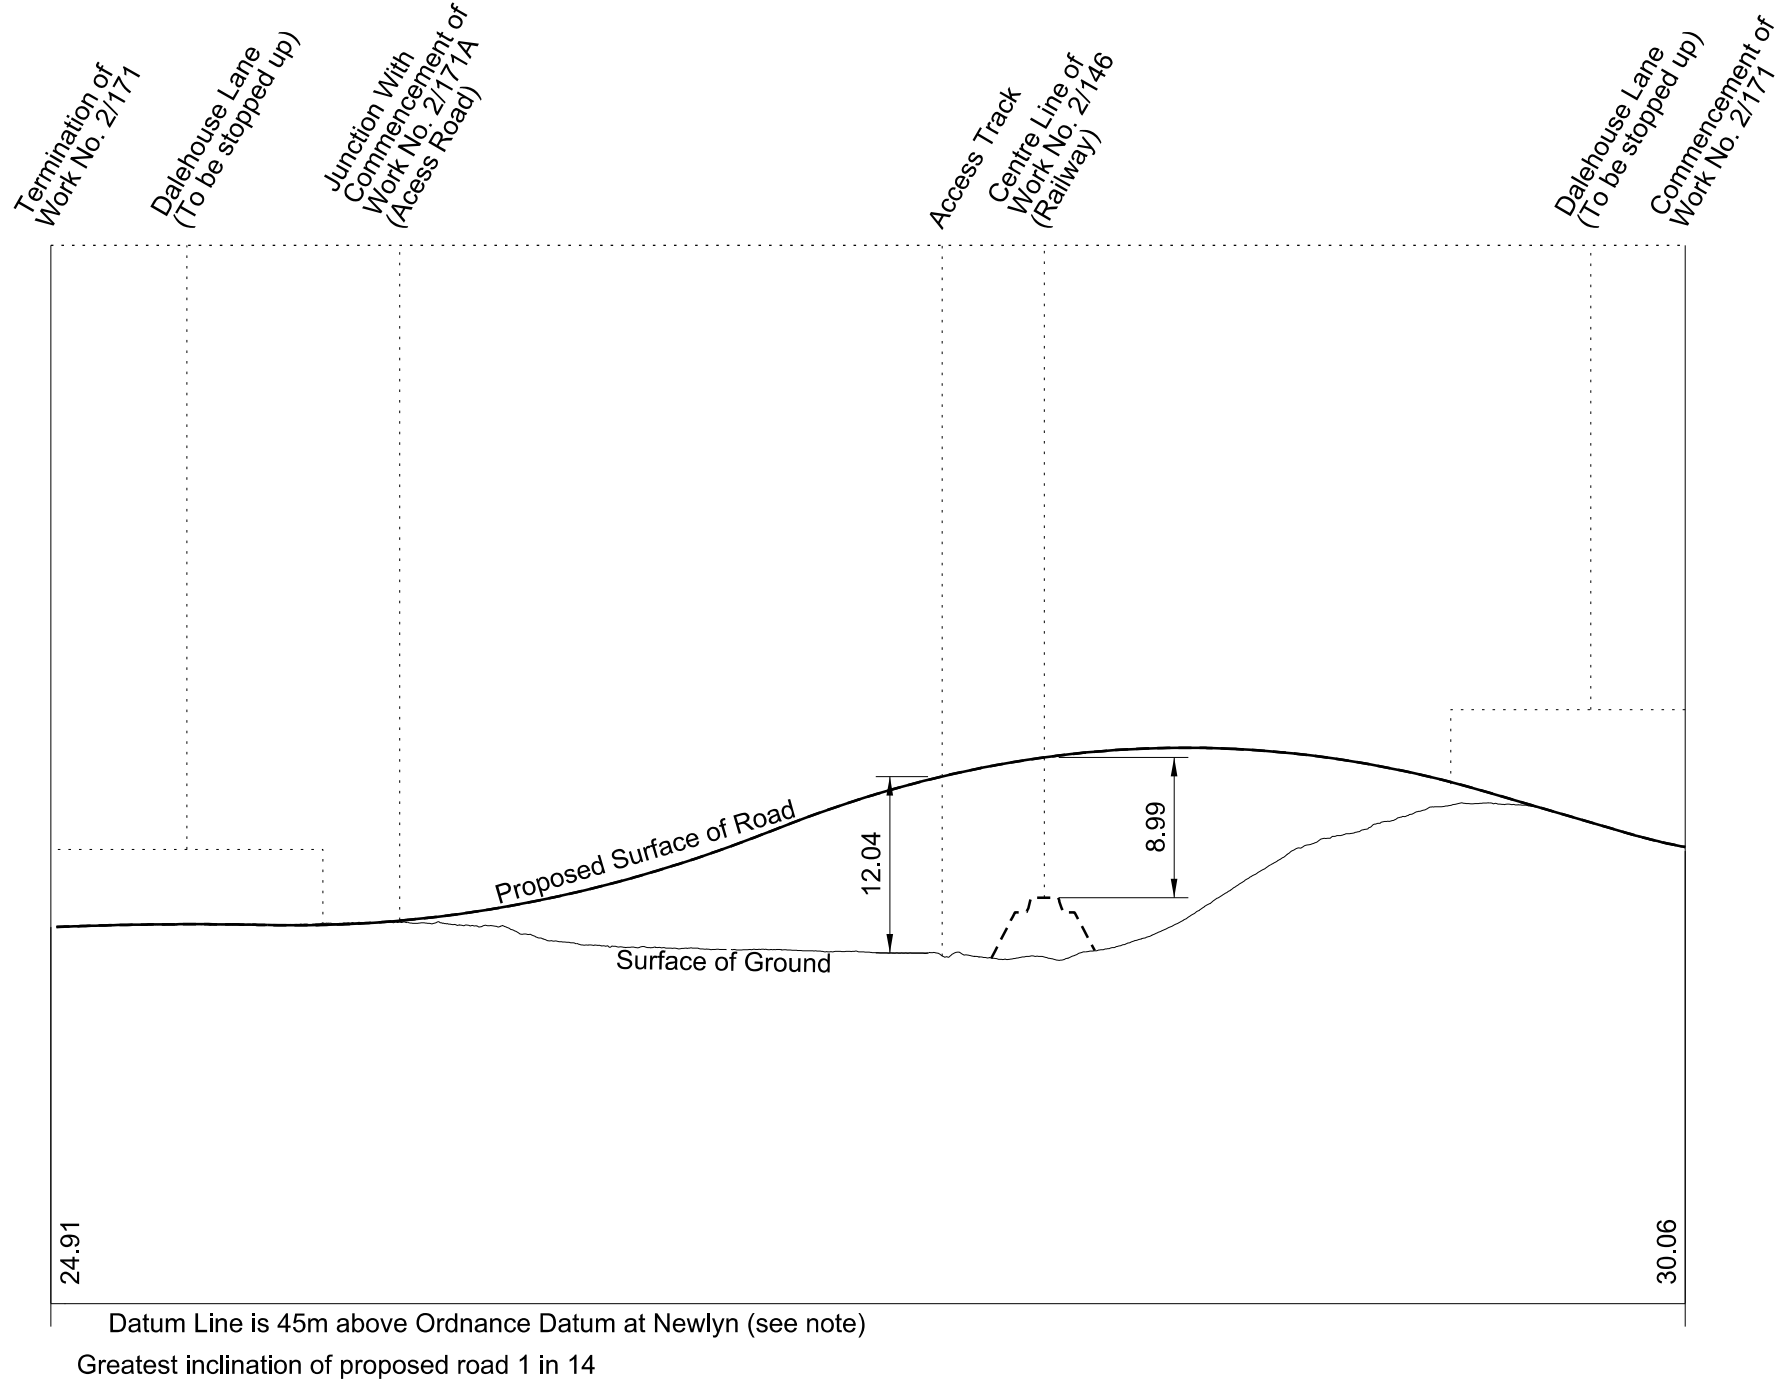 Termination of
Work No. 2/171
Dalehouse Lane
(To be stopped up)
Junction With
Commencement of
Work No. 2/171A
(Acess Road)
Access Track
Centre Line of
Work No. 2/146
(Railway)
Dalehouse Lane
(To be stopped up)
Commencement of
Work No. 2/171
Proposed Surface of Road
12.04
8.99
Surface of Ground
24.91
30.06
Datum Line is 45m above Ordnance Datum at Newlyn (see note)
Greatest inclination of proposed road 1 in 14